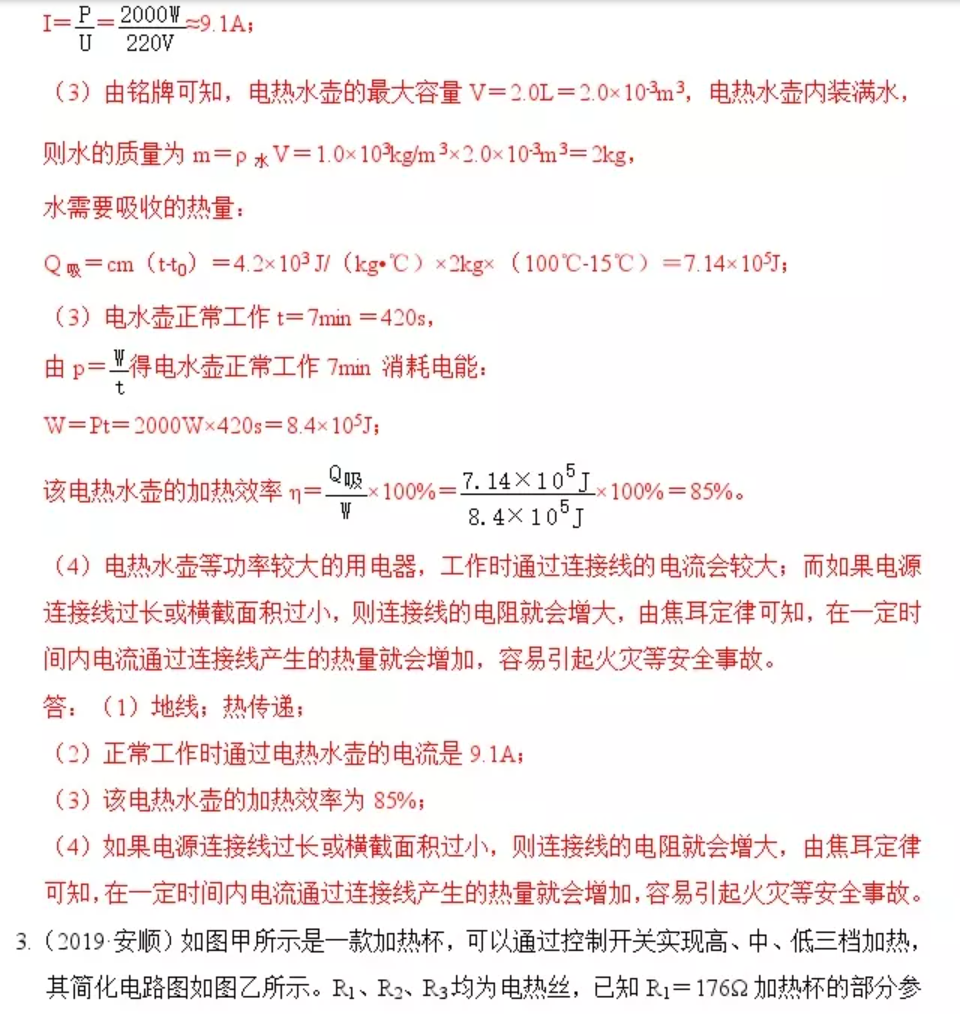 I＝P/U＝2000W/220V≈9.1A；
（3）由铭牌可知，电热水壶的最大容量 V＝2.0L＝2.0×10⁻³m³，电热水壶内装满水，
则水的质量为 m＝ρ水V＝1.0×10³kg/m³×2.0×10⁻³m³＝2kg，
水需要吸收的热量：
Q吸＝cm（t-t₀）＝4.2×10³J/（kg•℃）×2kg×（100℃-15℃）＝7.14×10⁵J；
（3）电水壶正常工作 t＝7min＝420s，
由 p＝W/t得电水壶正常工作 7min 消耗电能：
W＝Pt＝2000W×420s＝8.4×10⁵J；
该电热水壶的加热效率 η＝Q吸/W×100%＝7.14×10⁵J/8.4×10⁵J×100%＝85%。
（4）电热水壶等功率较大的用电器，工作时通过连接线的电流会较大；而如果电源
连接线过长或横截面积过小，则连接线的电阻就会增大，由焦耳定律可知，在一定时
间内电流通过连接线产生的热量就会增加，容易引起火灾等安全事故。
答：（1）地线；热传递；
（2）正常工作时通过电热水壶的电流是 9.1A；
（3）该电热水壶的加热效率为 85%；
（4）如果电源连接线过长或横截面积过小，则连接线的电阻就会增大，由焦耳定律
可知，在一定时间内电流通过连接线产生的热量就会增加，容易引起火灾等安全事故。
3.（2019·安顺）如图甲所示是一款加热杯，可以通过控制开关实现高、中、低三档加热，
其简化电路图如图乙所示。R₁、R₂、R₃均为电热丝，已知 R₁＝176Ω 加热杯的部分参